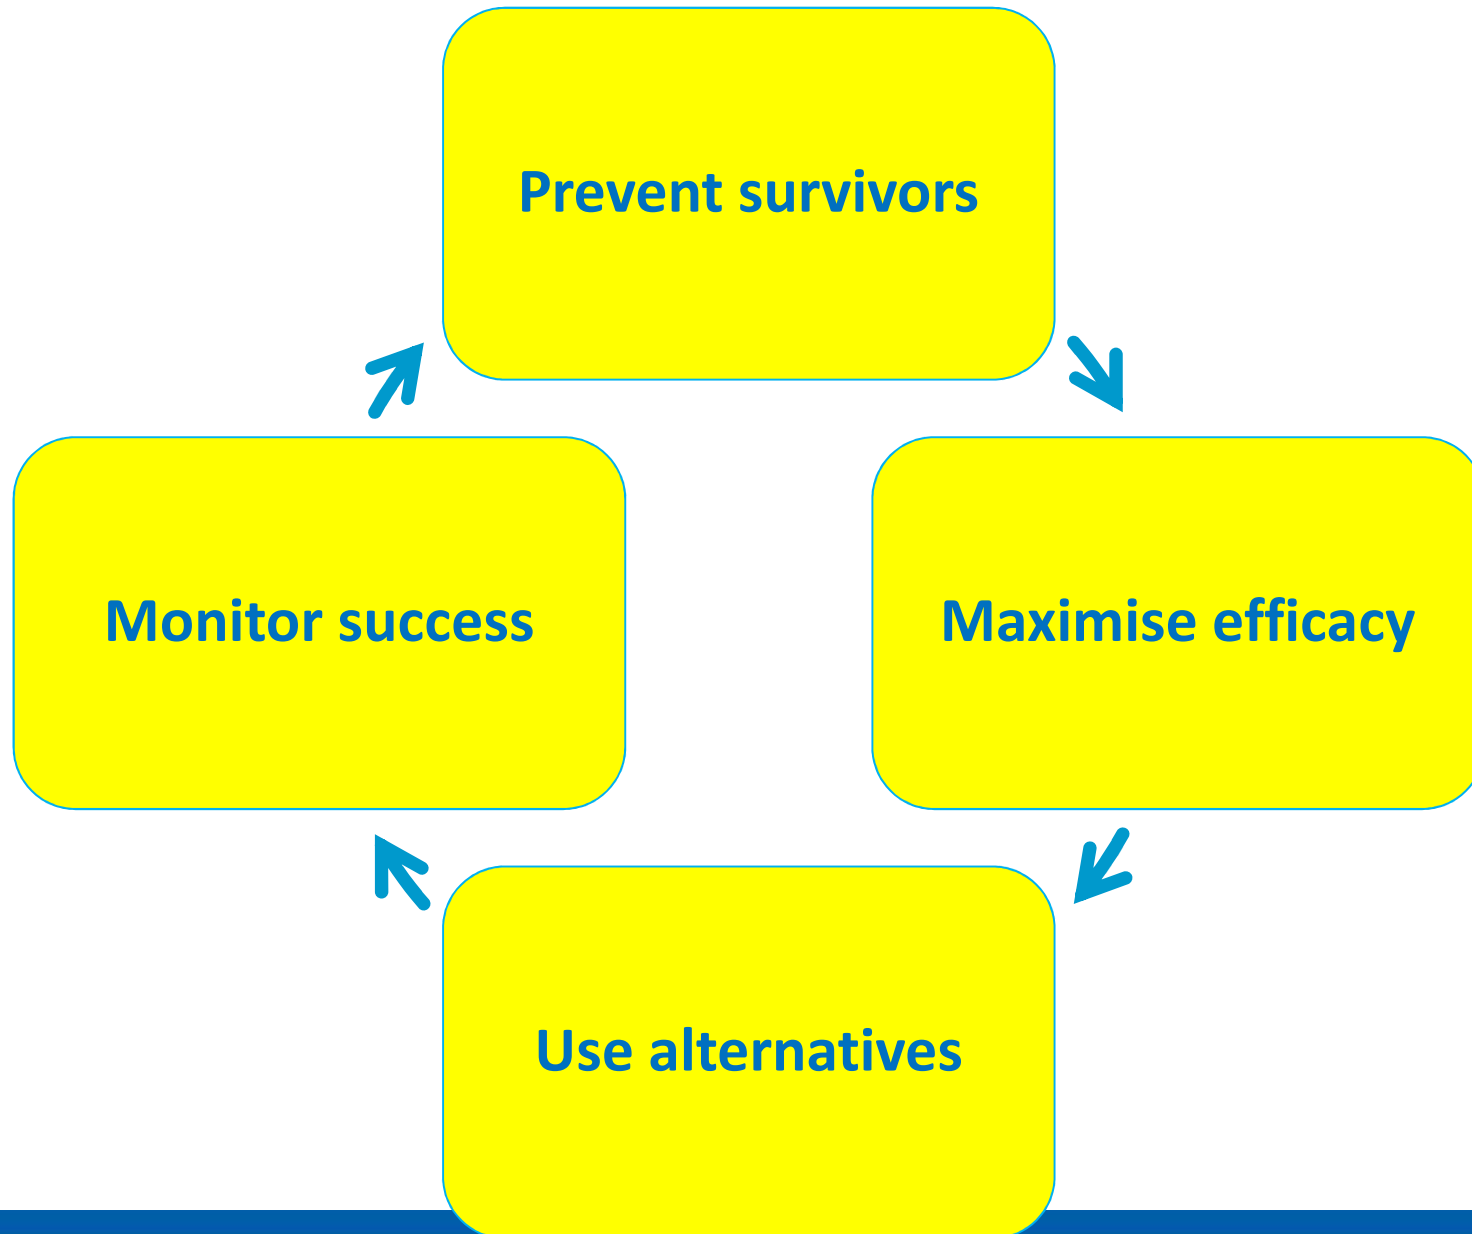 Prevent survivors
Monitor success
Maximise efficacy
Use alternatives